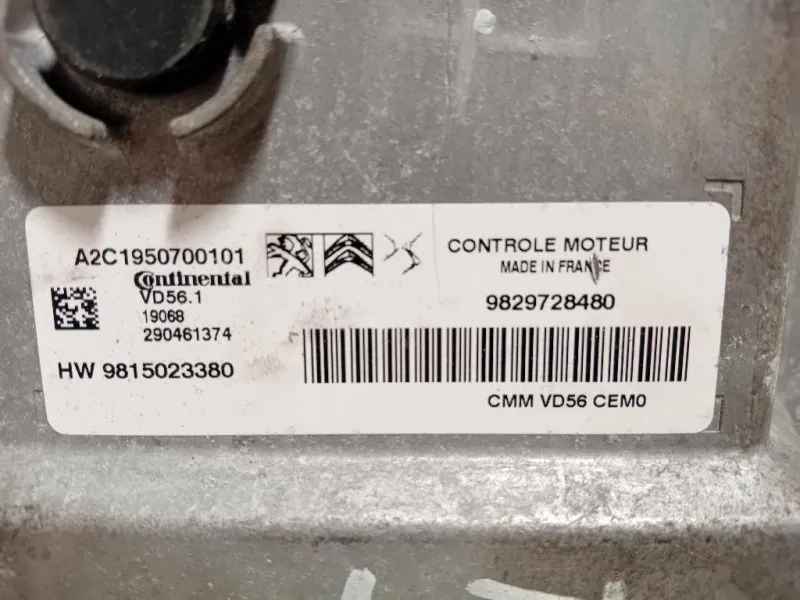 A2C1950700101
Continental
VD56.1
19068
290461374
HW 9815023380
CONTROLE MOTEUR
MADE IN FRANCE
9829728480
CMM VD56 CEM0